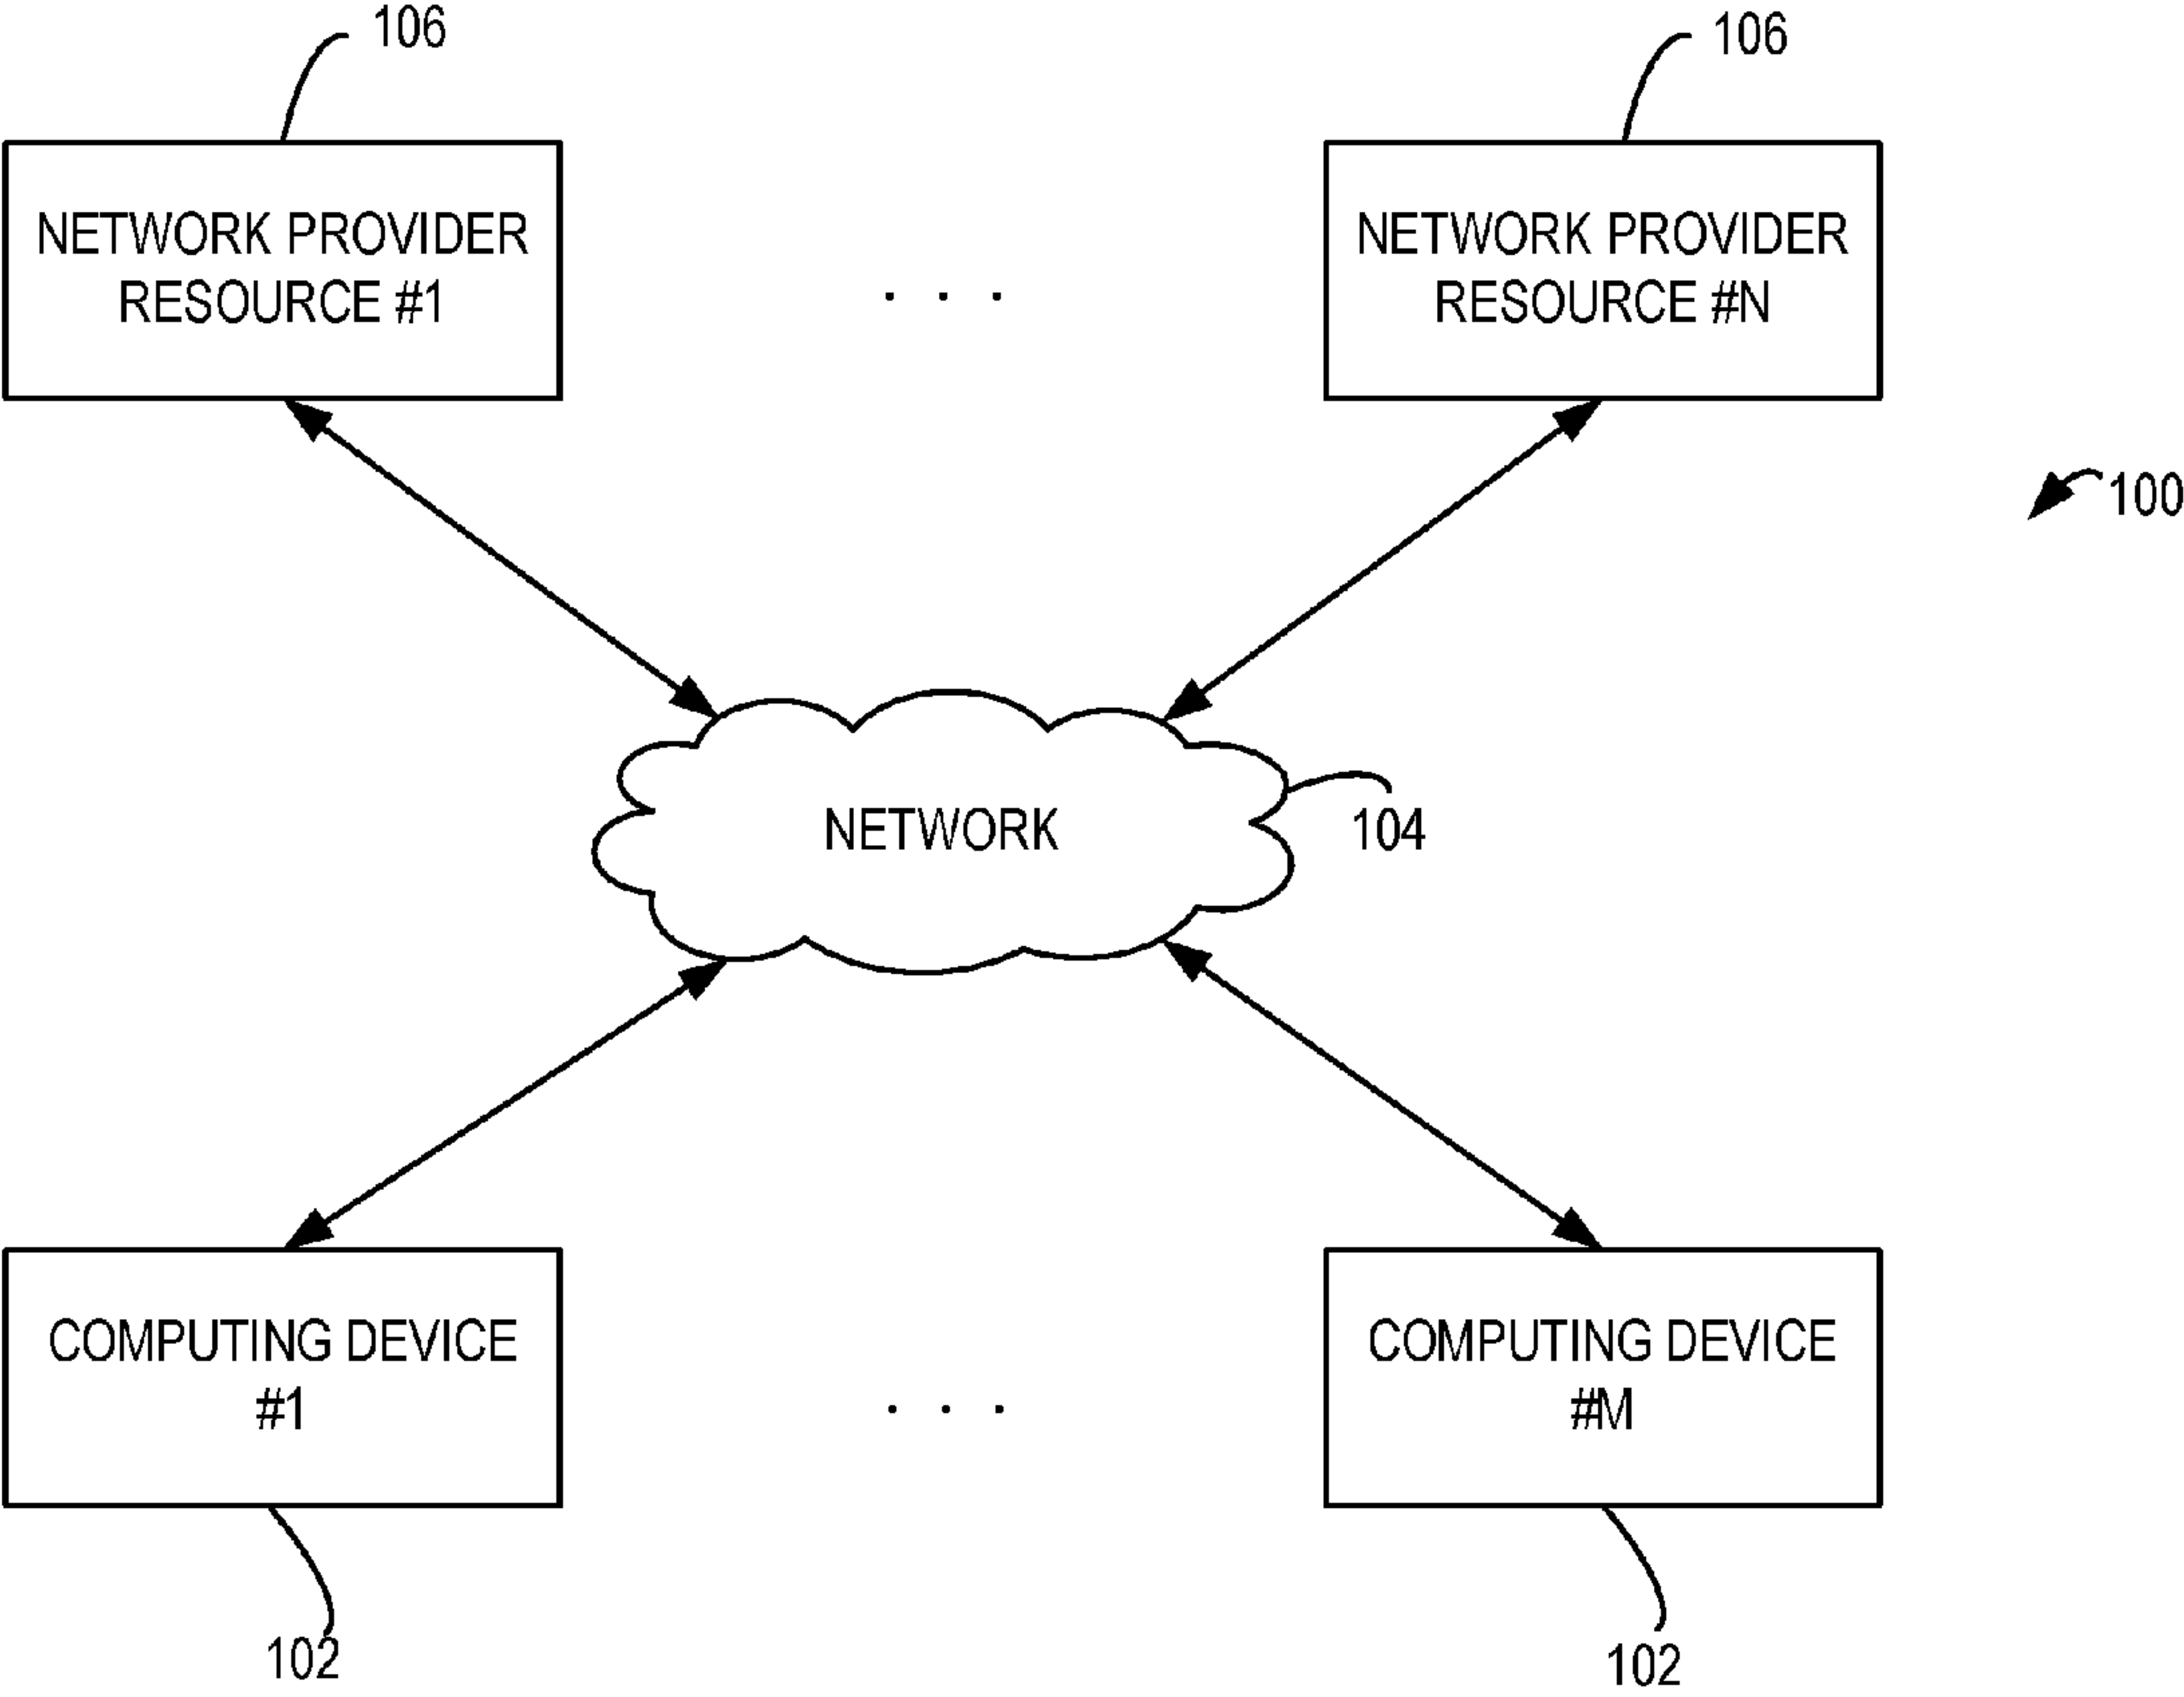 106
106
NETWORK PROVIDER
RESOURCE #1
. . .
NETWORK PROVIDER
RESOURCE #N
100
NETWORK
104
COMPUTING DEVICE
#1
. . .
COMPUTING DEVICE
#M
102
102